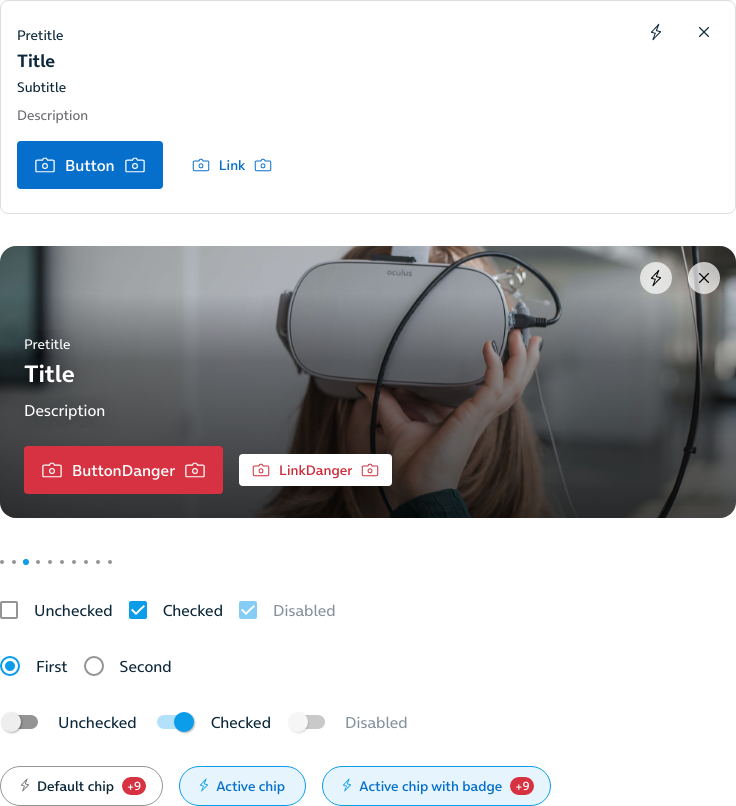 Pretitle
Title
Subtitle
Description
Button
Link
oculus
Pretitle
Title
Description
ButtonDanger
LinkDanger
Unchecked Checked Disabled
First Second
Unchecked Checked Disabled
Default chip +9 Active chip Active chip with badge +9